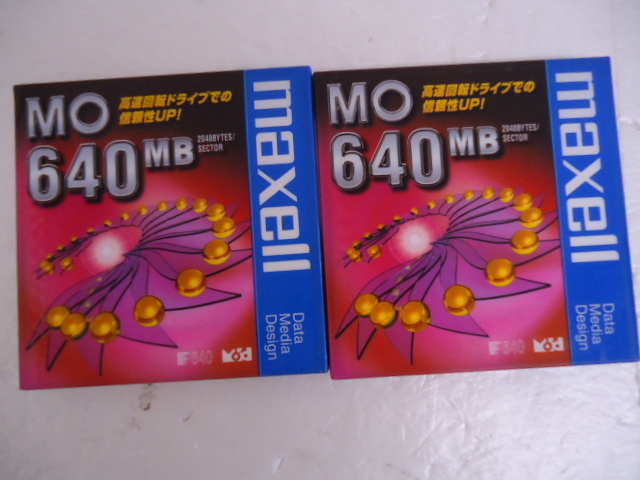 MO
高速回転ドライブでの
信頼性UP!
640MB
2048BYTES/
SECTOR
maxell
Data
Media
Design
F640
MO
高速回転ドライブでの
信頼性UP!
640MB
2048BYTES/
SECTOR
maxell
Data
Media
Design
F640